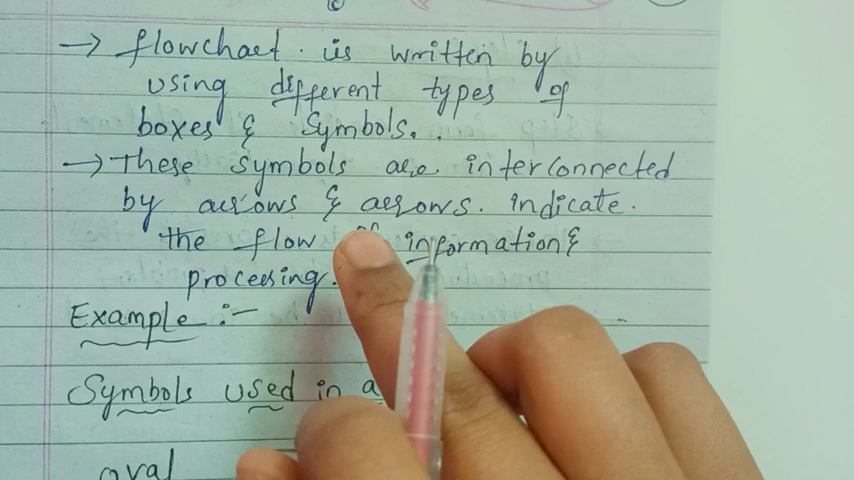 → flowchart is written by
using different types of
boxes & Symbols.
→ These symbols are interconnected
by arrows & arrows. indicate.
the flow of information &
processing.
Example :-
Symbols used in a
oval